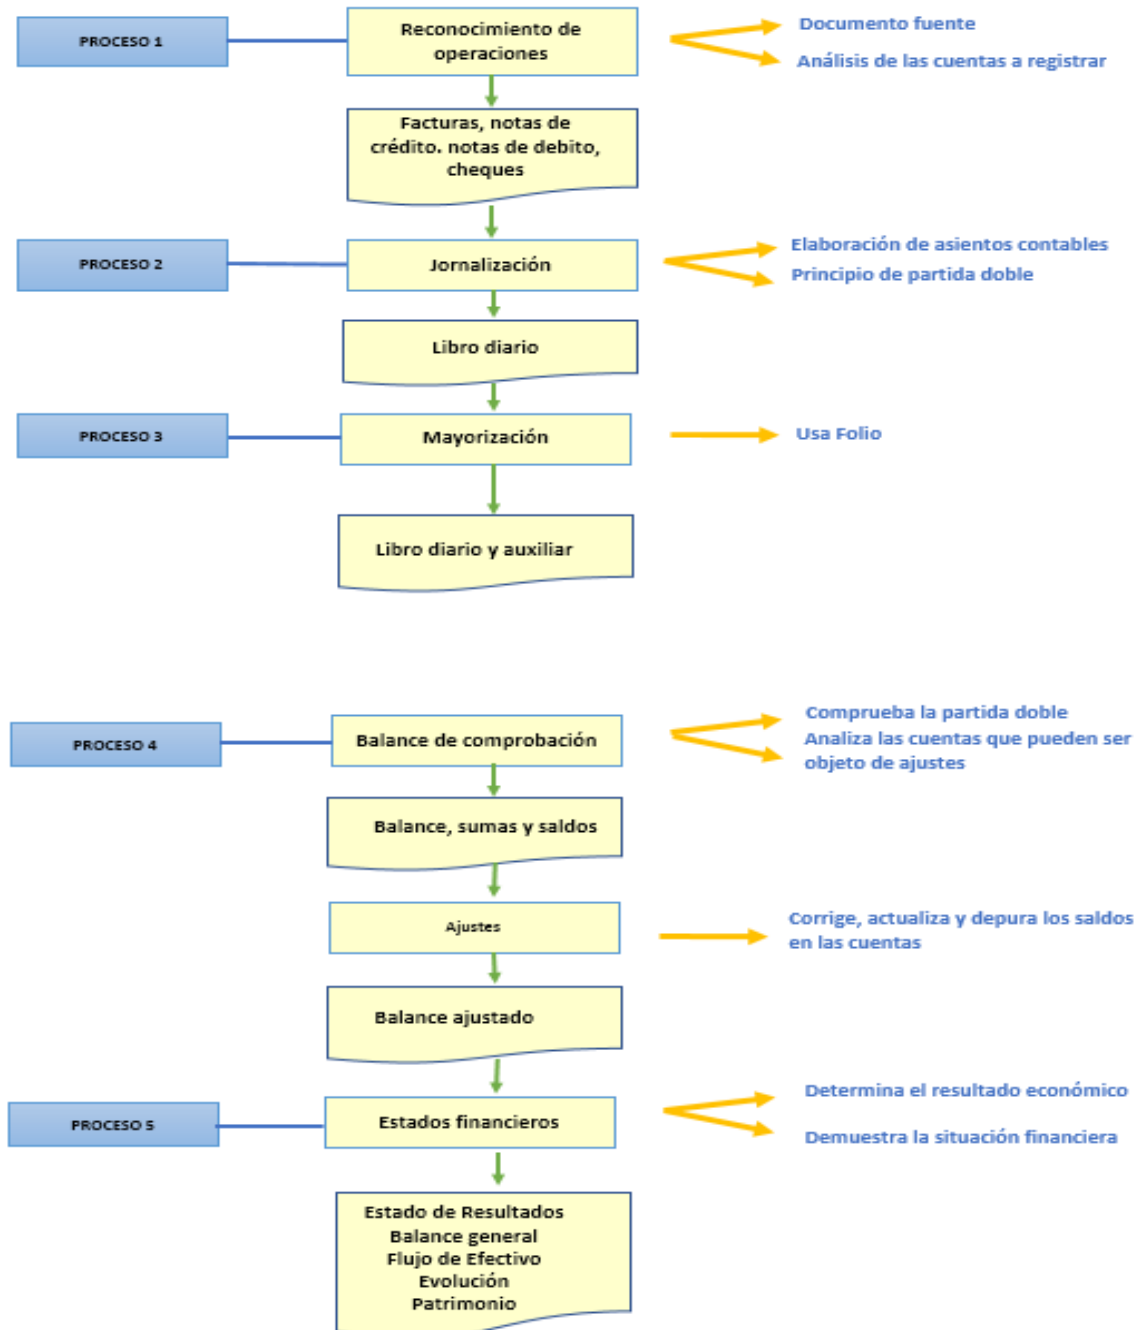 PROCESO 1
Reconocimiento de
operaciones
Documento fuente
Análisis de las cuentas a registrar
Facturas, notas de
crédito. notas de debito,
cheques
PROCESO 2
Jornalización
Elaboración de asientos contables
Principio de partida doble
Libro diario
PROCESO 3
Mayorización
Usa Folio
Libro diario y auxiliar
PROCESO 4
Balance de comprobación
Comprueba la partida doble
Analiza las cuentas que pueden ser
objeto de ajustes
Balance, sumas y saldos
Ajustes
Corrige, actualiza y depura los saldos
en las cuentas
Balance ajustado
PROCESO 5
Estados financieros
Determina el resultado económico
Demuestra la situación financiera
Estado de Resultados
Balance general
Flujo de Efectivo
Evolución
Patrimonio